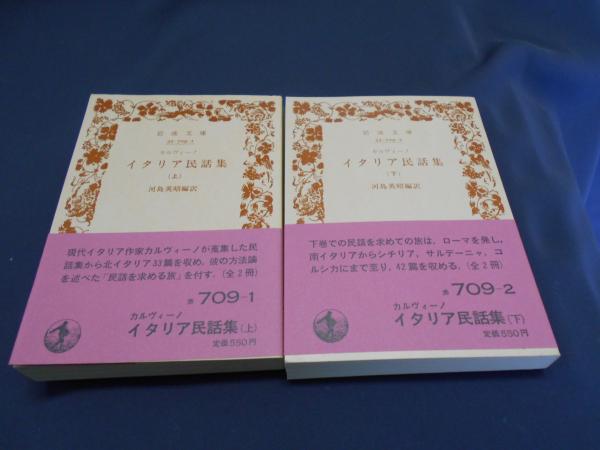 岩波文庫
32-709-1
カルヴィーノ
イタリア民話集
(上)
河島英昭編訳
現代イタリア作家カルヴィーノが蒐集した民
話集から北イタリア33篇を収め,彼の方法論
を述べた「民話を求める旅」を付す.(全2冊)
赤 709-1
カルヴィーノ
イタリア民話集(上)
定価550円
岩波文庫
32-709-2
カルヴィーノ
イタリア民話集
(下)
河島英昭編訳
下巻での民話を求めての旅は,ローマを発し,
南イタリアからシチリア,サルデーニャ,コ
ルシカにまで至り,42篇を収める.(全2冊)
赤 709-2
カルヴィーノ
イタリア民話集(下)
定価550円